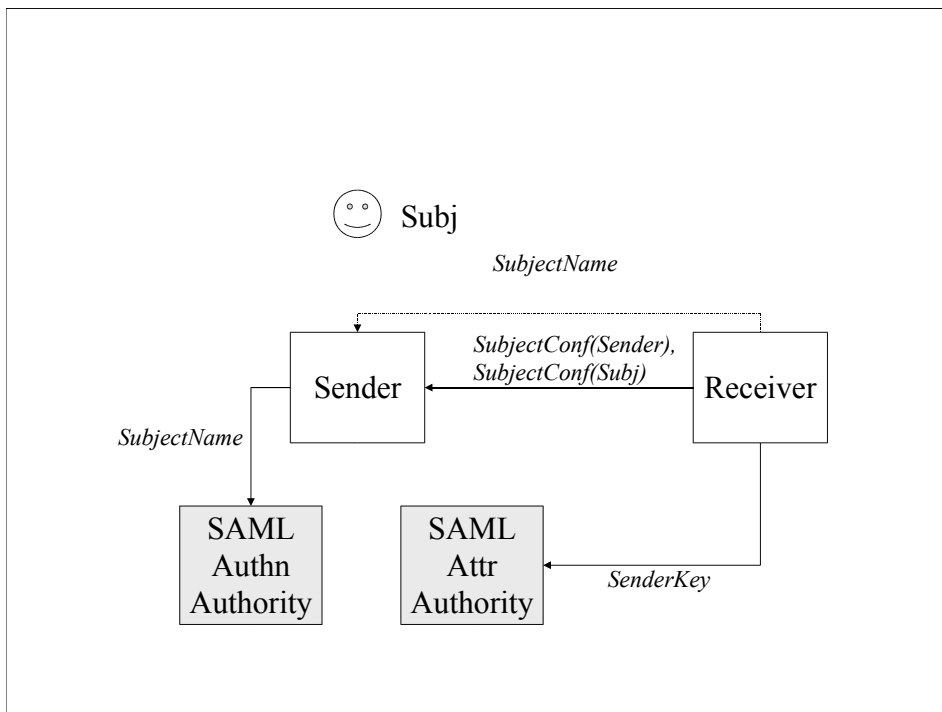 Subj
SubjectName
SubjectConf(Sender),
SubjectConf(Subj)
Sender
Receiver
SubjectName
SAML
Authn
Authority
SAML
Attr
Authority
SenderKey